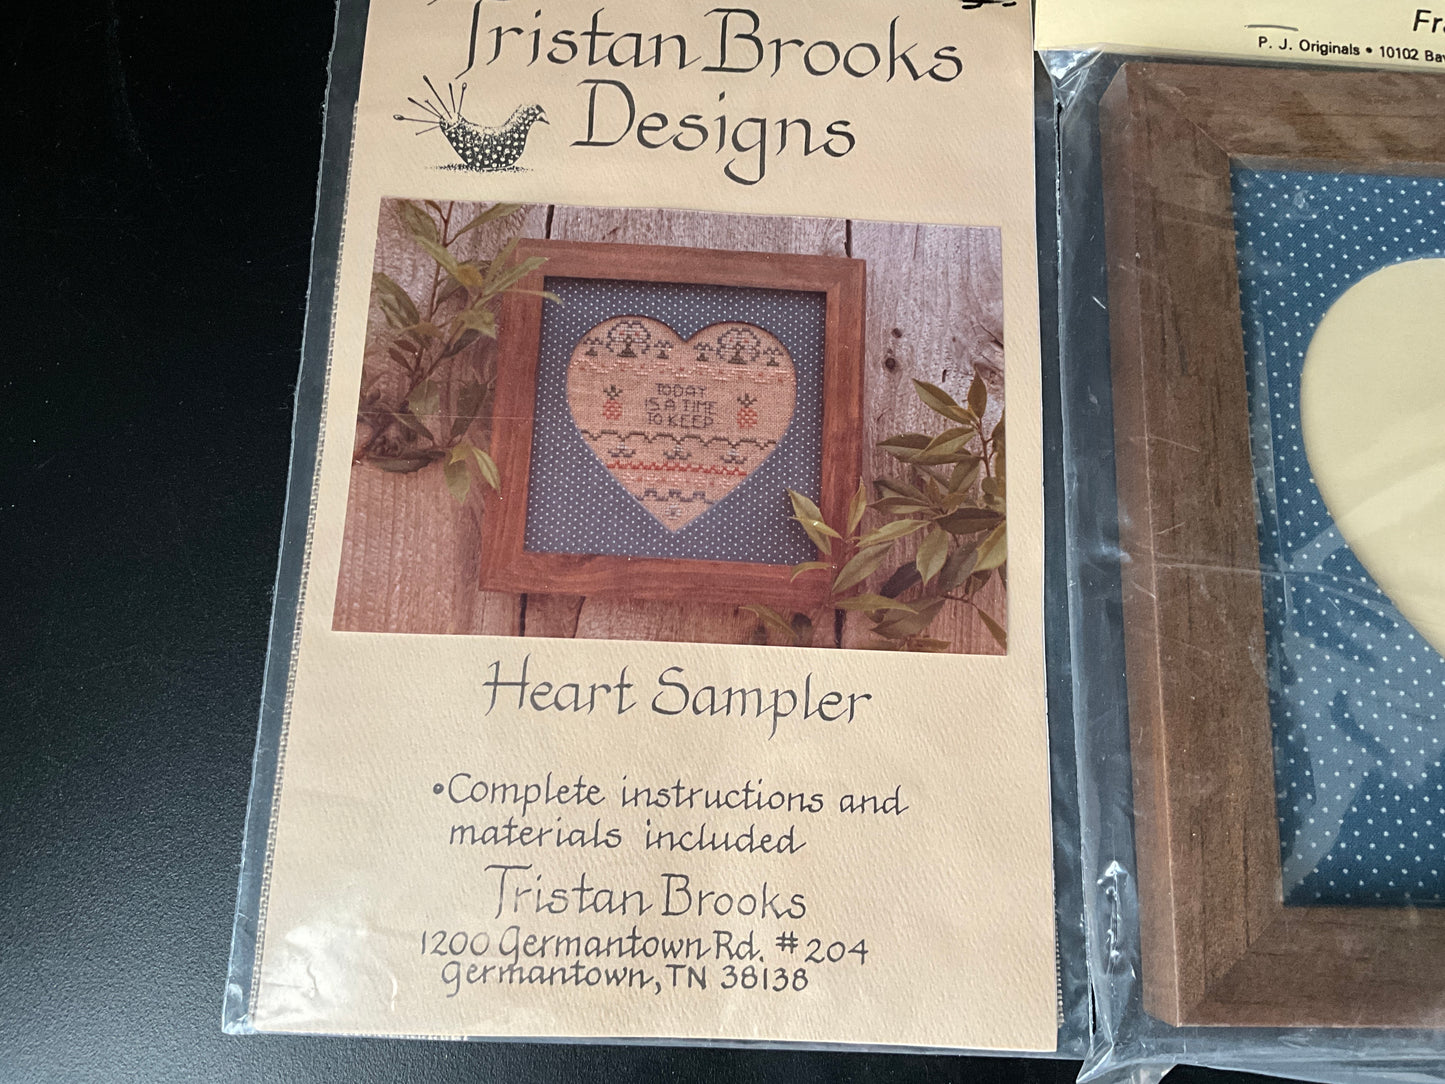 Tristan Brooks
Designs
TODAY
IS A TIME
TO KEEP
Heart Sampler
•Complete instructions and
materials included
Tristan Brooks
1200 Germantown Rd. #204
Germantown, TN 38138
P. J. Originals • 10102